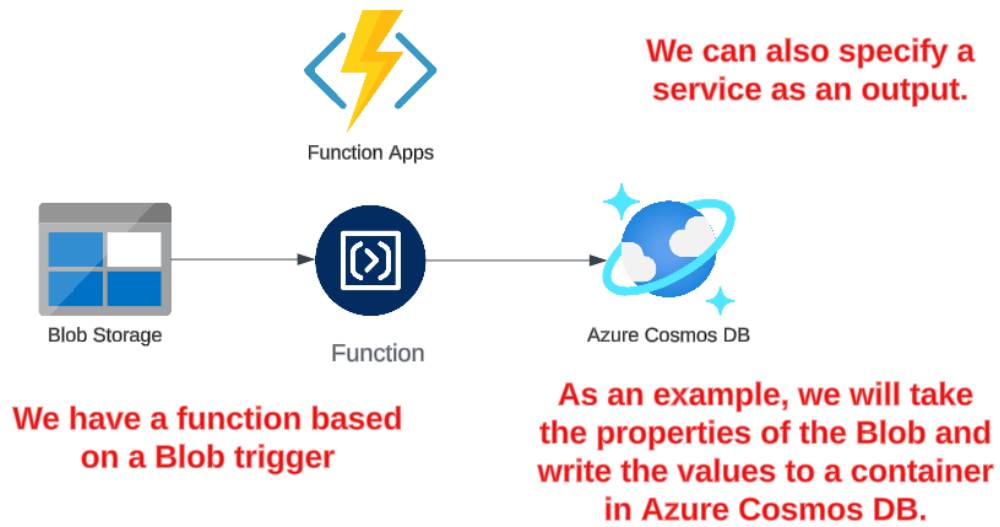 We can also specify a
service as an output.
Function Apps
Blob Storage
Function
Azure Cosmos DB
We have a function based
on a Blob trigger
As an example, we will take
the properties of the Blob and
write the values to a container
in Azure Cosmos DB.